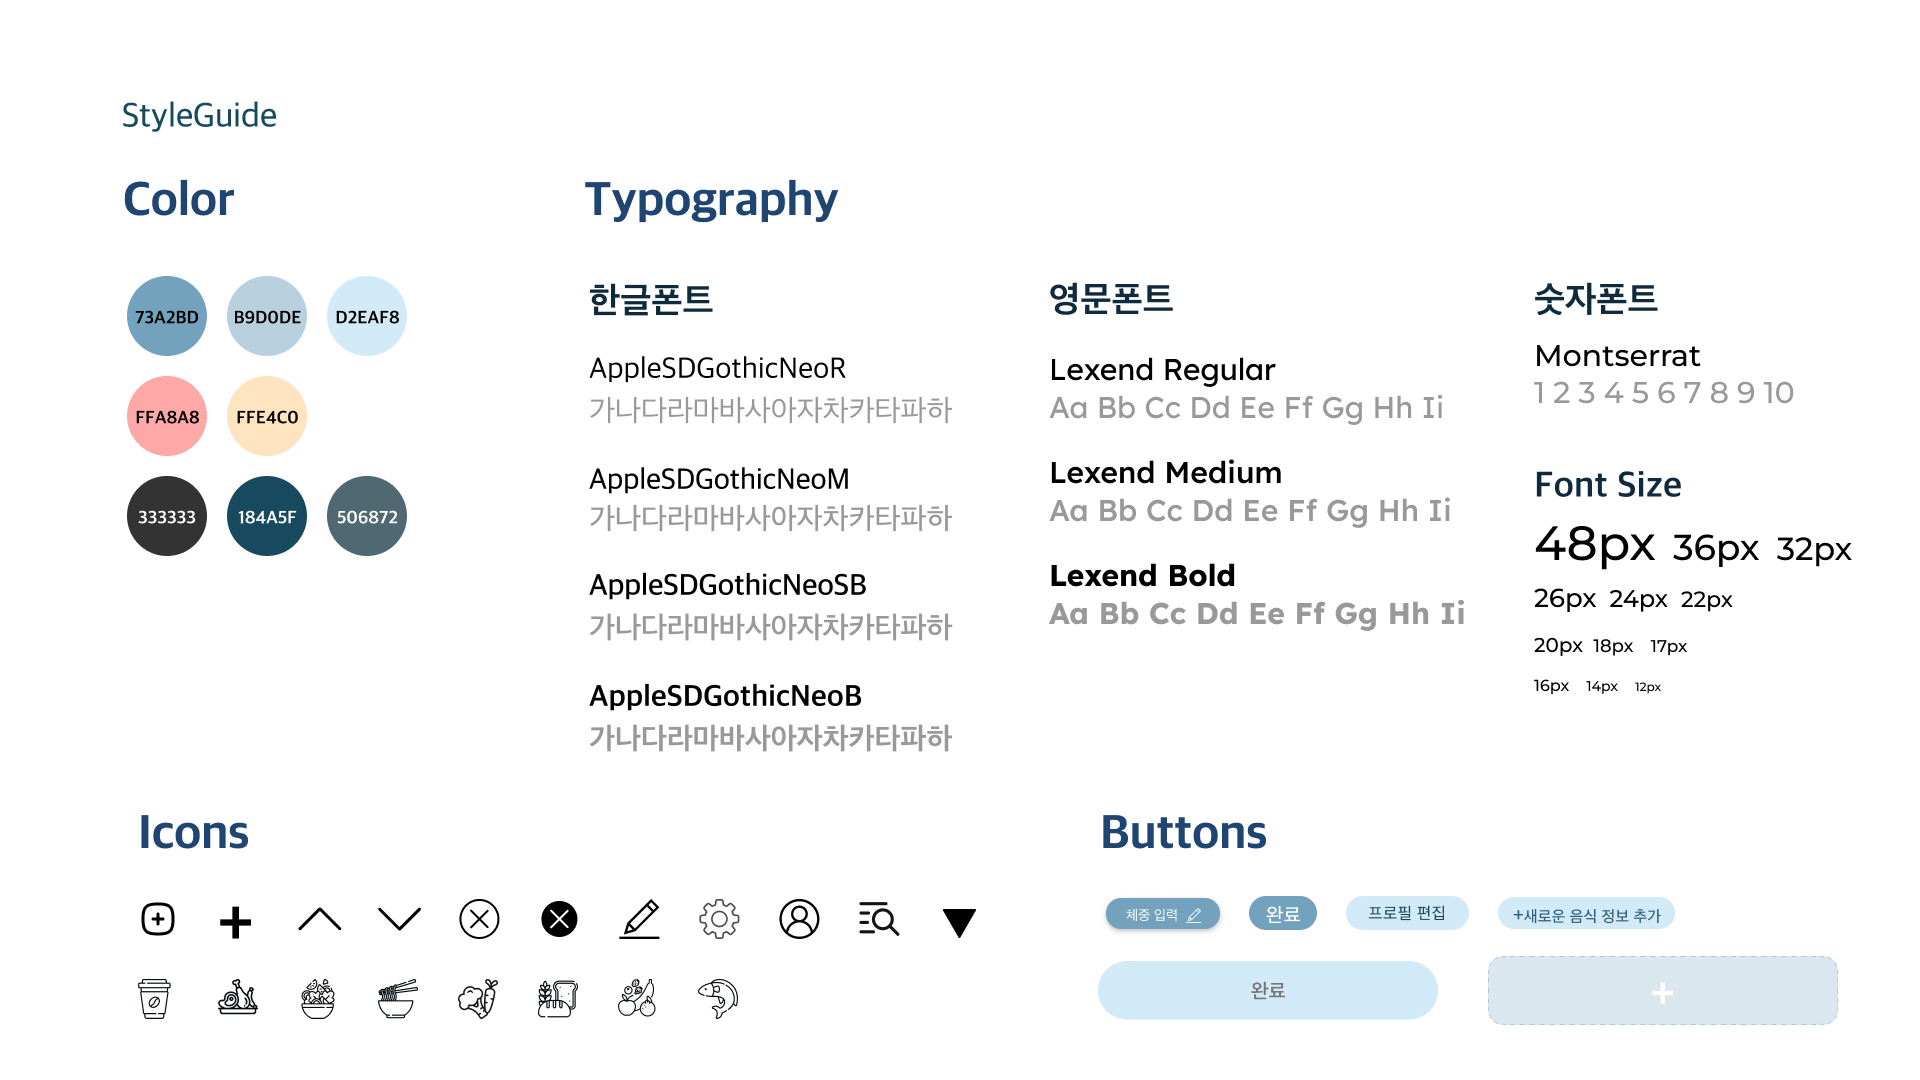 StyleGuide
Color
73A2BD
B9D0DE
D2EAF8
FFA8A8
FFE4C0
333333
184A5F
506872
Typography
한글폰트
AppleSDGothicNeoR
가나다라마바사아자차카타파하
AppleSDGothicNeoM
가나다라마바사아자차카타파하
AppleSDGothicNeoSB
가나다라마바사아자차카타파하
AppleSDGothicNeoB
가나다라마바사아자차카타파하
영문폰트
Lexend Regular
Aa Bb Cc Dd Ee Ff Gg Hh Ii
Lexend Medium
Aa Bb Cc Dd Ee Ff Gg Hh Ii
Lexend Bold
Aa Bb Cc Dd Ee Ff Gg Hh Ii
숫자폰트
Montserrat
1 2 3 4 5 6 7 8 9 10
Font Size
48px 36px 32px
26px 24px 22px
20px 18px 17px
16px 14px 12px
Icons
Buttons
체중 입력
완료
프로필 편집
+새로운 음식 정보 추가
완료
+